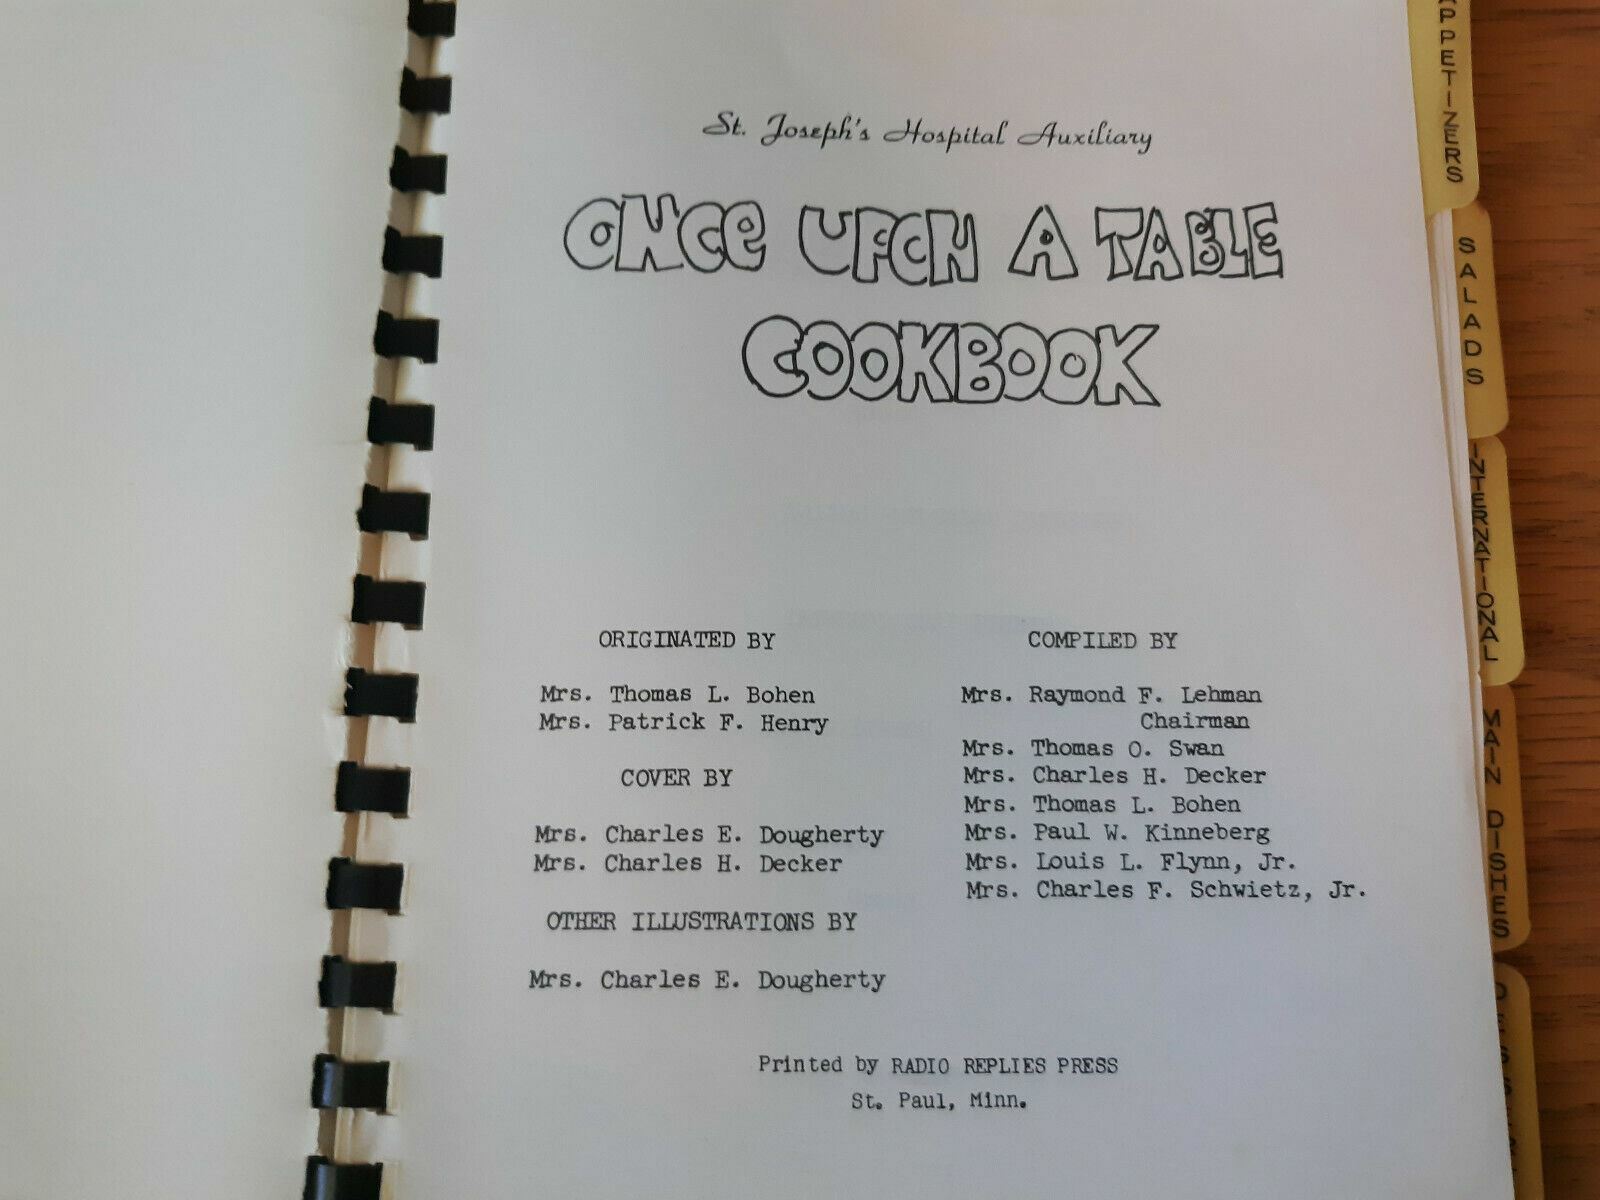 St. Joseph's Hospital Auxiliary
ONCE UPON A TABLE
COOKBOOK
ORIGINATED BY
Mrs. Thomas L. Bohen
Mrs. Patrick F. Henry
COVER BY
Mrs. Charles E. Dougherty
Mrs. Charles H. Decker
OTHER ILLUSTRATIONS BY
Mrs. Charles E. Dougherty
COMPILED BY
Mrs. Raymond F. Lehman
Chairman
Mrs. Thomas O. Swan
Mrs. Charles H. Decker
Mrs. Thomas L. Bohen
Mrs. Paul W. Kinneberg
Mrs. Louis L. Flynn, Jr.
Mrs. Charles F. Schwietz, Jr.
Printed by RADIO REPLIES PRESS
St. Paul, Minn.
APPETIZERS
SALADS
INTERNATIONAL
MAIN DISHES